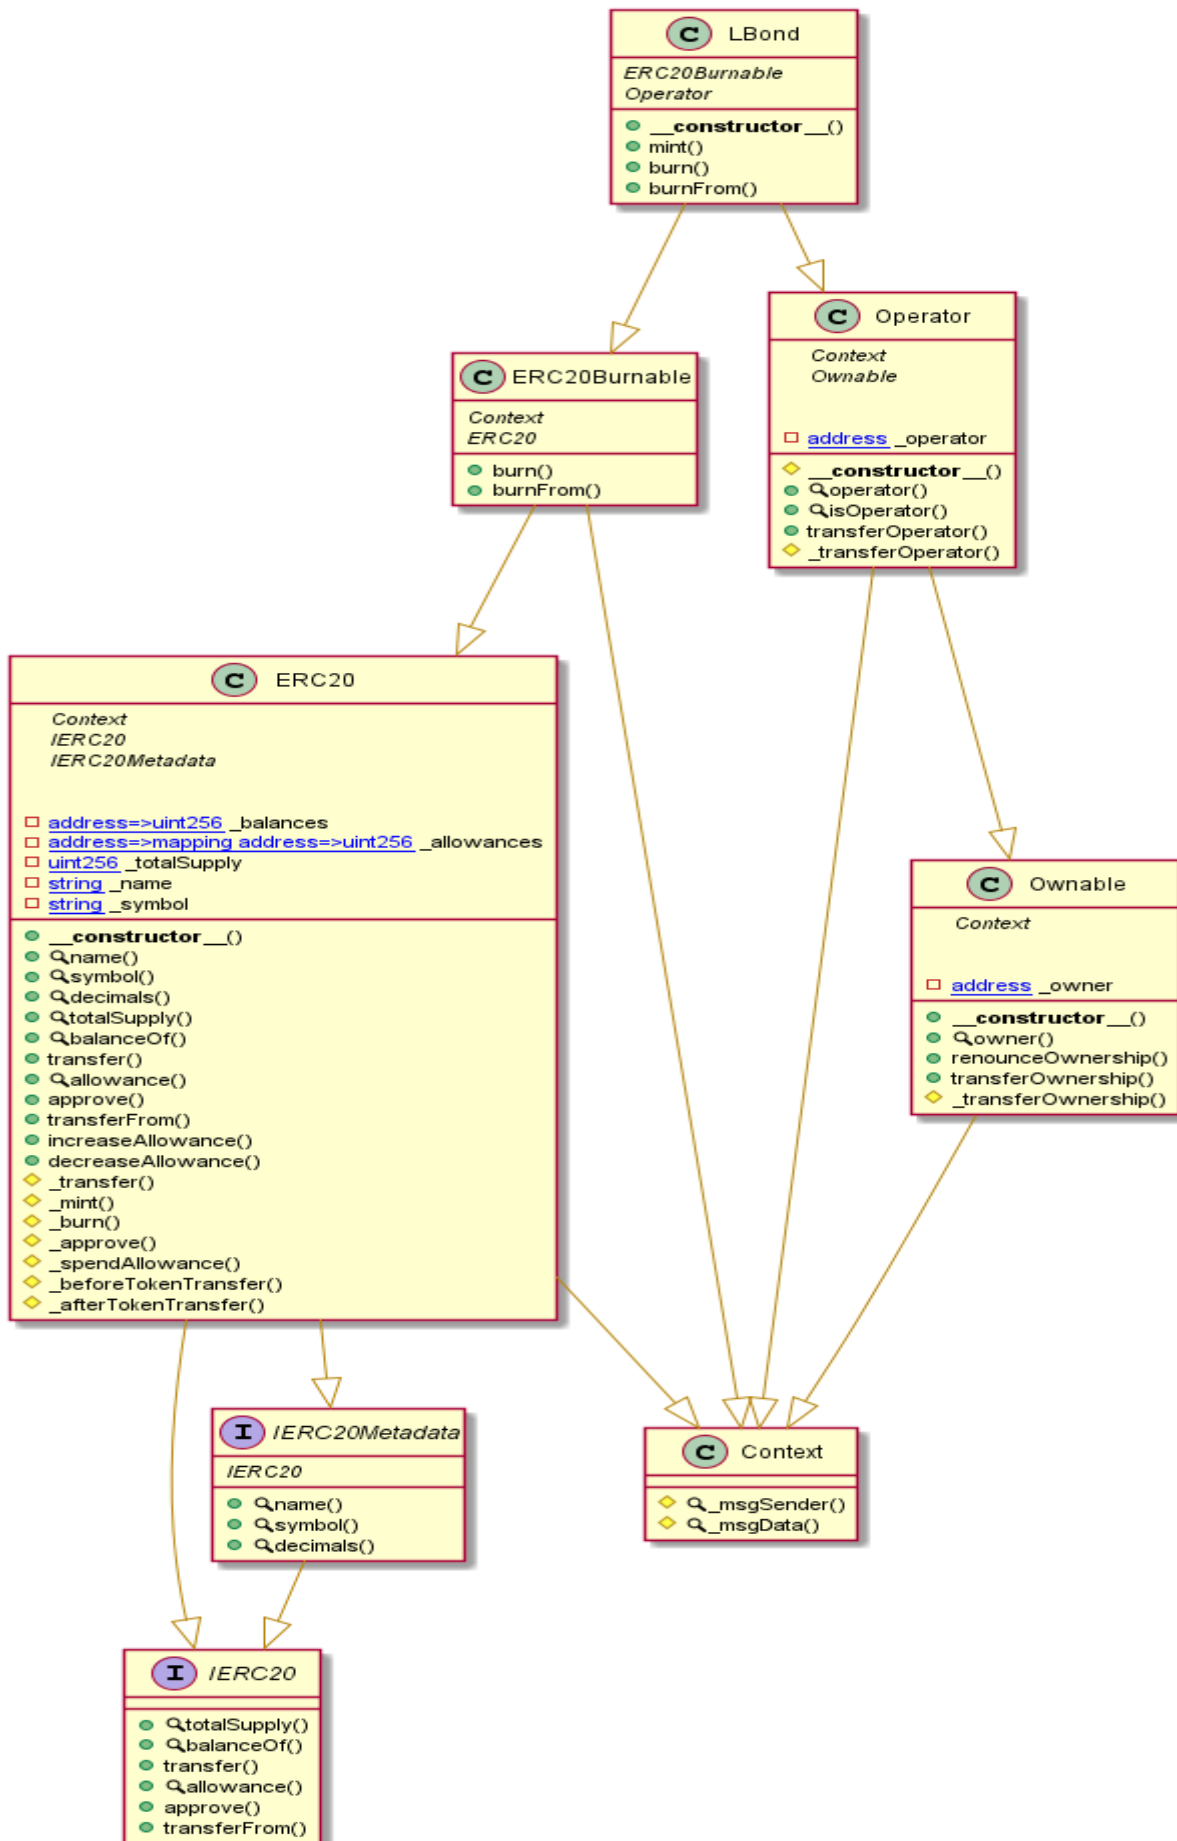 C LBond
ERC20Burnable
Operator
__constructor__()
mint()
burn()
burnFrom()
C Operator
Context
Ownable
address _operator
__constructor__()
operator()
isOperator()
transferOperator()
_transferOperator()
C ERC20Burnable
Context
ERC20
burn()
burnFrom()
C ERC20
Context
IERC20
IERC20Metadata
address=>uint256 _balances
address=>mapping address=>uint256 _allowances
uint256 _totalSupply
string _name
string _symbol
__constructor__()
name()
symbol()
decimals()
totalSupply()
balanceOf()
transfer()
allowance()
approve()
transferFrom()
increaseAllowance()
decreaseAllowance()
_transfer()
_mint()
_burn()
_approve()
_spendAllowance()
_beforeTokenTransfer()
_afterTokenTransfer()
C Ownable
Context
address _owner
__constructor__()
owner()
renounceOwnership()
transferOwnership()
_transferOwnership()
I IERC20Metadata
IERC20
name()
symbol()
decimals()
C Context
_msgSender()
_msgData()
I IERC20
totalSupply()
balanceOf()
transfer()
allowance()
approve()
transferFrom()